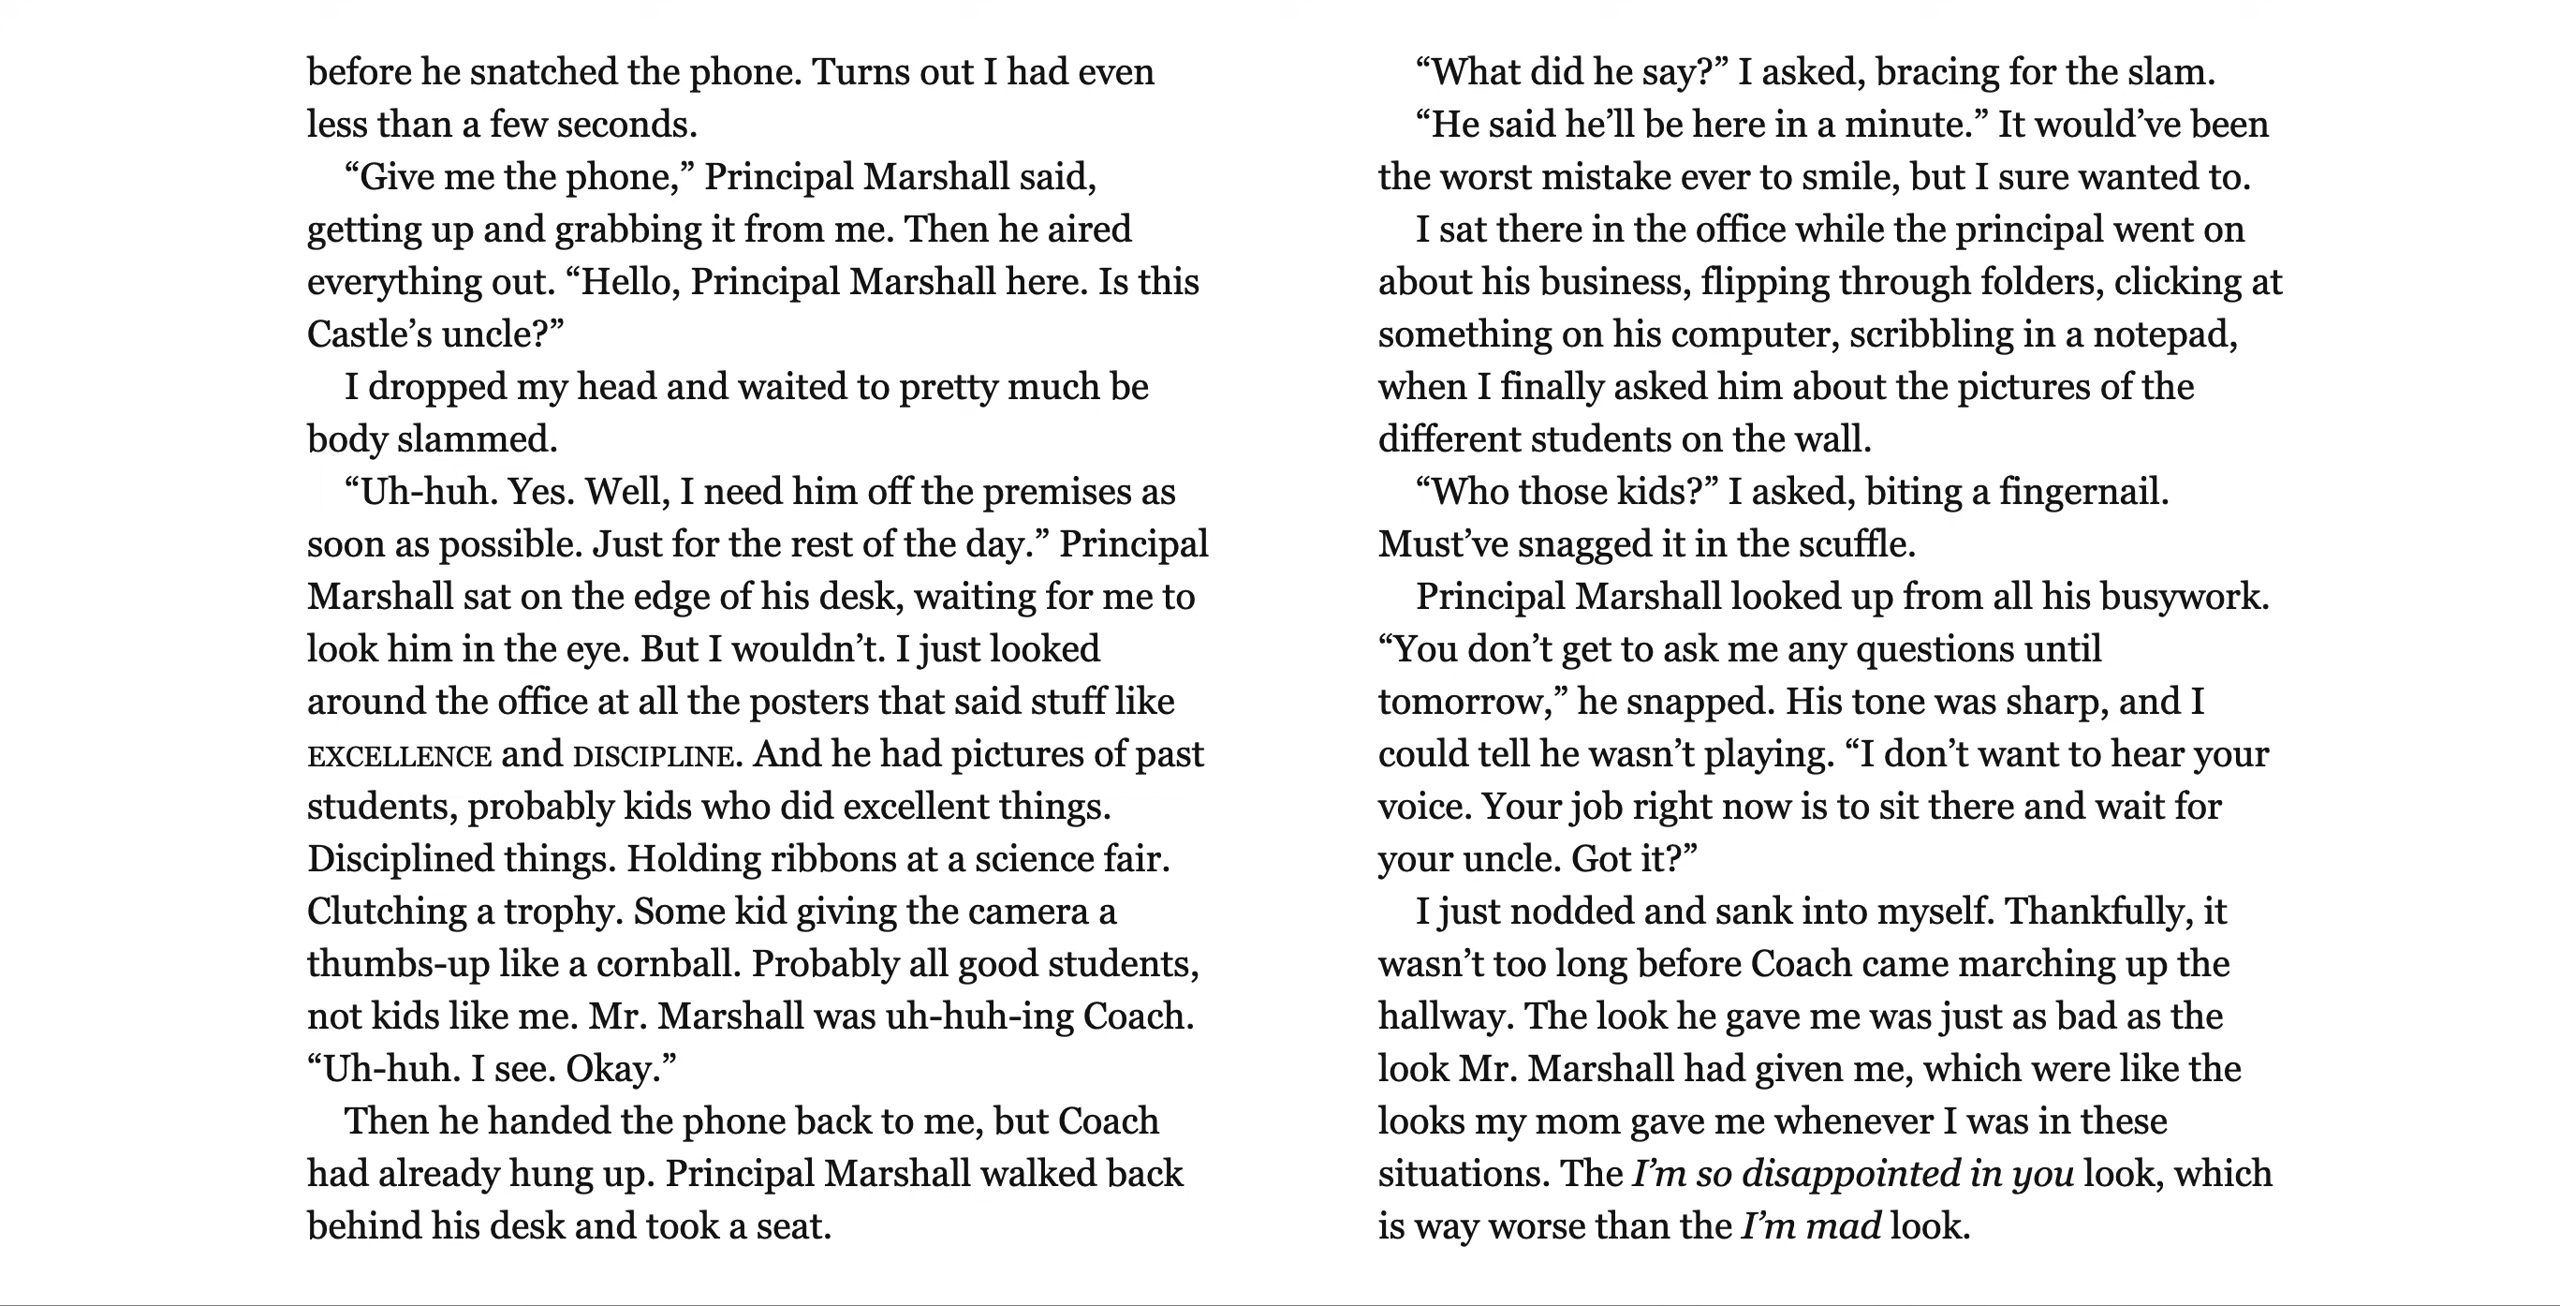 before he snatched the phone. Turns out I had even
less than a few seconds.
“Give me the phone,” Principal Marshall said,
getting up and grabbing it from me. Then he aired
everything out. “Hello, Principal Marshall here. Is this
Castle’s uncle?”
I dropped my head and waited to pretty much be
body slammed.
“Uh-huh. Yes. Well, I need him off the premises as
soon as possible. Just for the rest of the day.” Principal
Marshall sat on the edge of his desk, waiting for me to
look him in the eye. But I wouldn’t. I just looked
around the office at all the posters that said stuff like
EXCELLENCE and DISCIPLINE. And he had pictures of past
students, probably kids who did excellent things.
Disciplined things. Holding ribbons at a science fair.
Clutching a trophy. Some kid giving the camera a
thumbs-up like a cornball. Probably all good students,
not kids like me. Mr. Marshall was uh-huh-ing Coach.
“Uh-huh. I see. Okay.”
Then he handed the phone back to me, but Coach
had already hung up. Principal Marshall walked back
behind his desk and took a seat.
“What did he say?” I asked, bracing for the slam.
“He said he’ll be here in a minute.” It would’ve been
the worst mistake ever to smile, but I sure wanted to.
I sat there in the office while the principal went on
about his business, flipping through folders, clicking at
something on his computer, scribbling in a notepad,
when I finally asked him about the pictures of the
different students on the wall.
“Who those kids?” I asked, biting a fingernail.
Must’ve snagged it in the scuffle.
Principal Marshall looked up from all his busywork.
“You don’t get to ask me any questions until
tomorrow,” he snapped. His tone was sharp, and I
could tell he wasn’t playing. “I don’t want to hear your
voice. Your job right now is to sit there and wait for
your uncle. Got it?”
I just nodded and sank into myself. Thankfully, it
wasn’t too long before Coach came marching up the
hallway. The look he gave me was just as bad as the
look Mr. Marshall had given me, which were like the
looks my mom gave me whenever I was in these
situations. The I’m so disappointed in you look, which
is way worse than the I’m mad look.